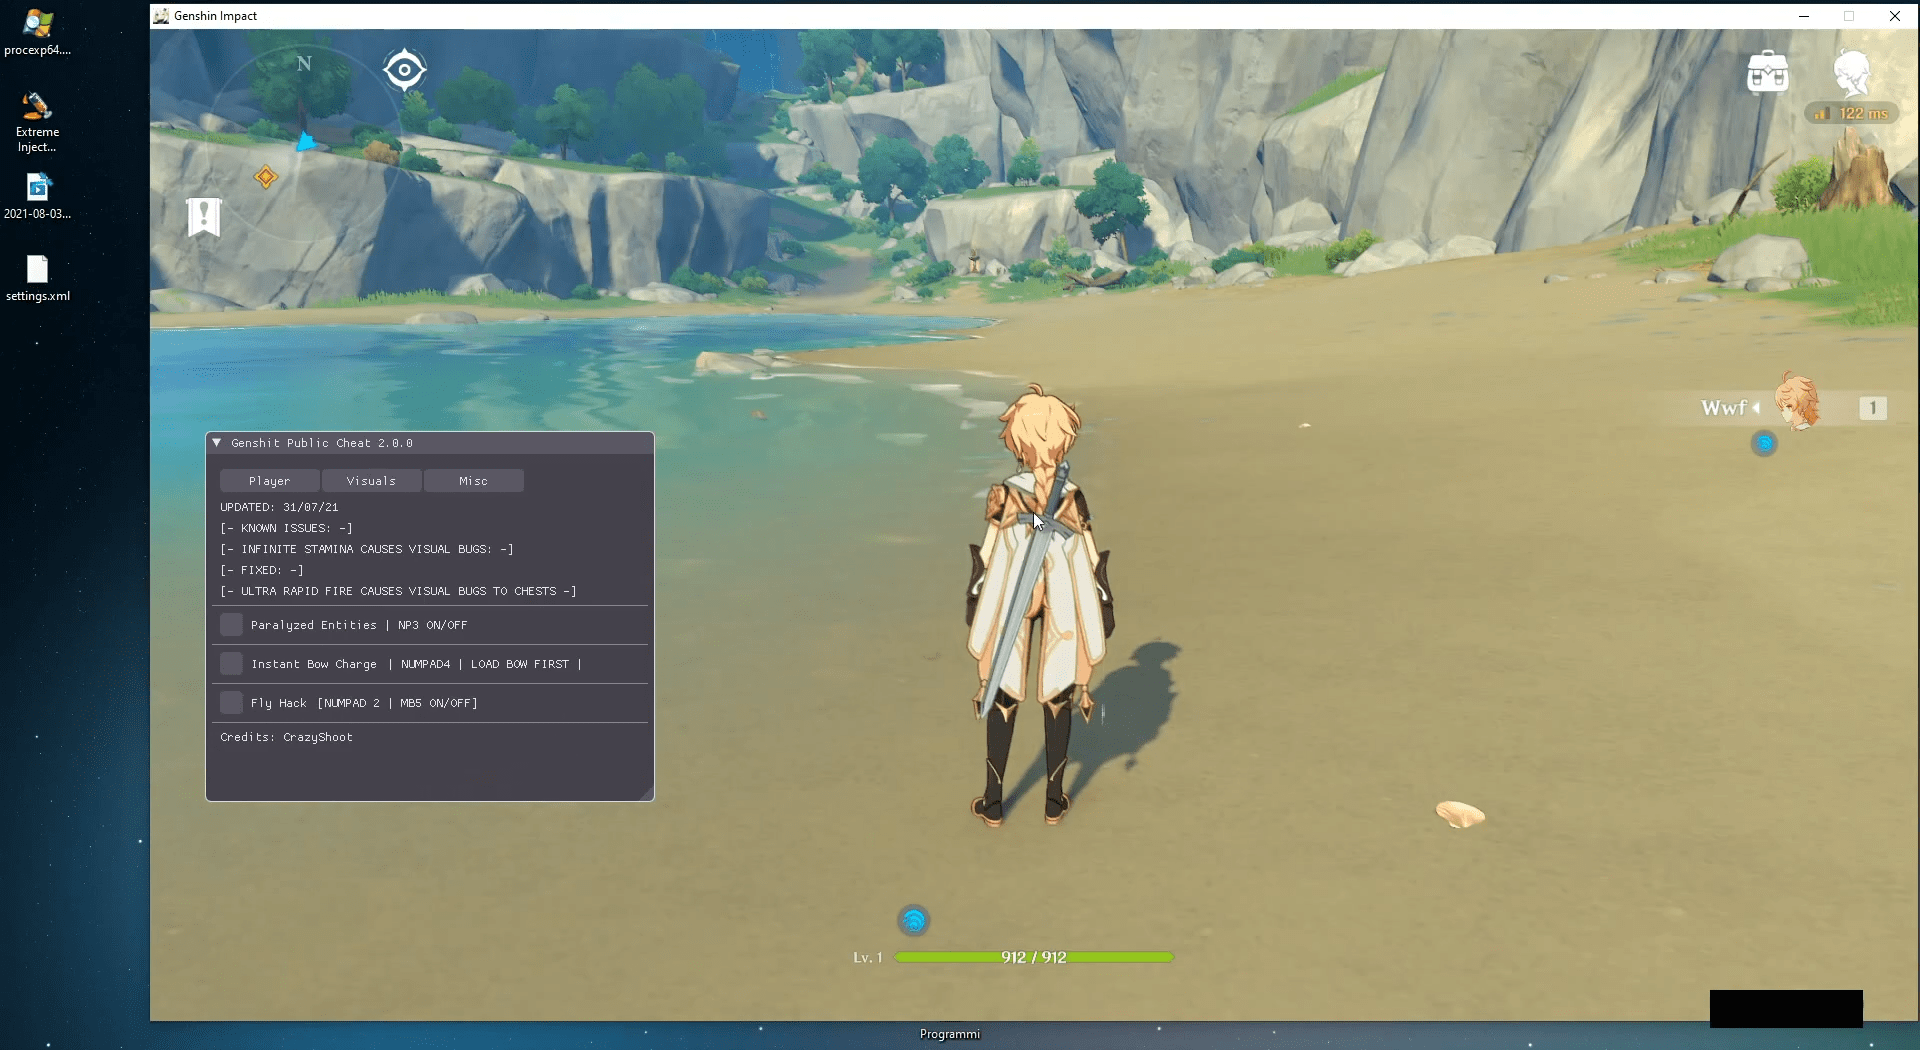 procexp64....
Extreme
Inject...
2021-08-03...
settings.xml
Genshin Impact
N
122 ms
Wwf
1
Genshit Public Cheat 2.0.0
Player Visuals Misc
UPDATED: 31/07/21
[- KNOWN ISSUES: -]
[- INFINITE STAMINA CAUSES VISUAL BUGS: -]
[- FIXED: -]
[- ULTRA RAPID FIRE CAUSES VISUAL BUGS TO CHESTS -]
Paralyzed Entities | NP3 ON/OFF
Instant Bow Charge | NUMPAD4 | LOAD BOW FIRST |
Fly Hack [NUMPAD 2 | MB5 ON/OFF]
Credits: CrazyShoot
Lv. 1 912 / 912
Programmi